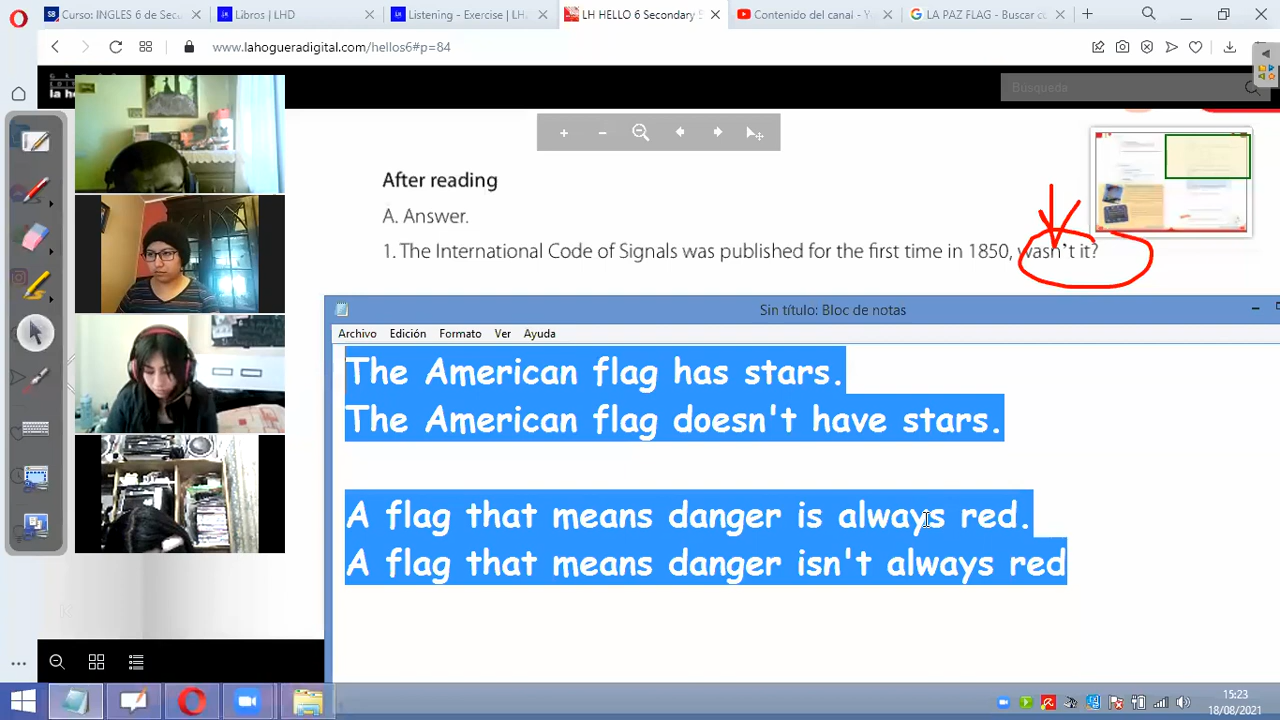 Curso: INGLES 6 de Sec
Libros | LHD
Listening - Exercise | LH
LH HELLO 6 Secondary
Contenido del canal - Yo
LA PAZ FLAG - Buscar co
www.lahogueradigital.com/hellos6#p=84
Búsqueda
After reading
A. Answer.
1. The International Code of Signals was published for the first time in 1850, wasn't it?
Sin título: Bloc de notas
Archivo Edición Formato Ver Ayuda
The American flag has stars.
The American flag doesn't have stars.
A flag that means danger is always red.
A flag that means danger isn't always red
15:23
18/08/2021